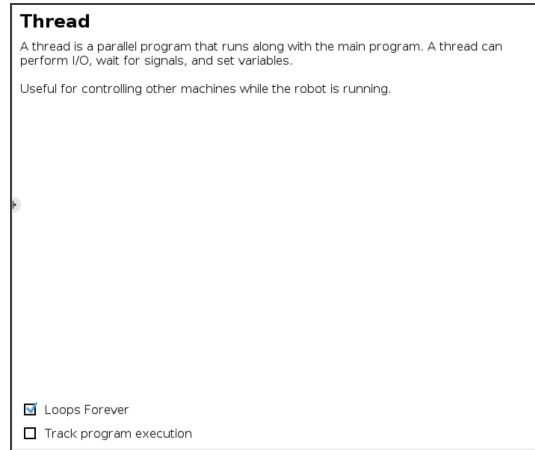 Thread
A thread is a parallel program that runs along with the main program. A thread can
perform I/O, wait for signals, and set variables.
Useful for controlling other machines while the robot is running.
Loops Forever
Track program execution